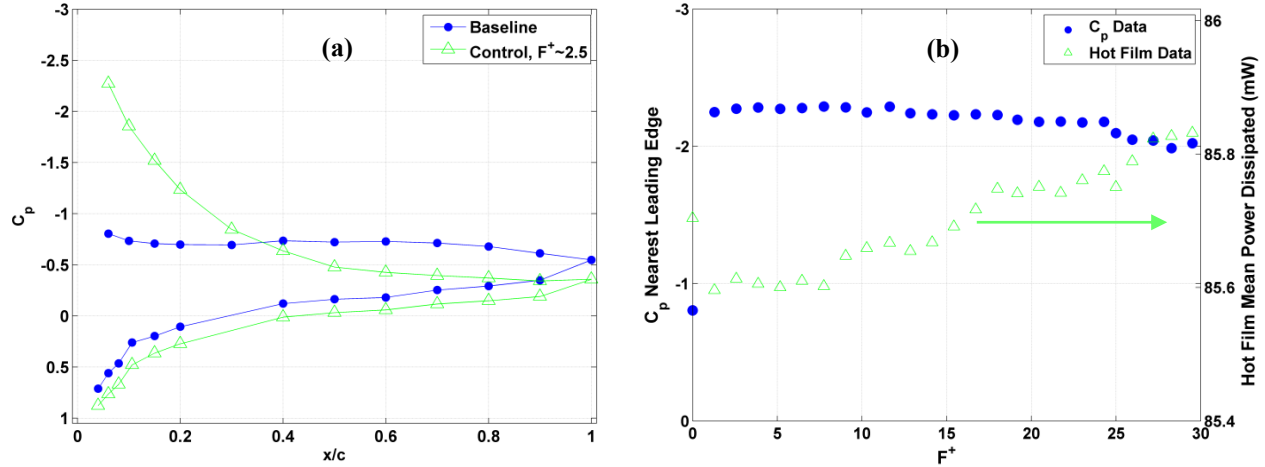 (a)
Baseline
Control, F+~2.5
-3
-2.5
-2
-1.5
-1
-0.5
0
0.5
1
Cp
0
0.2
0.4
0.6
0.8
1
x/c
(b)
Cp Data
Hot Film Data
-3
-2
-1
0
Cp Nearest Leading Edge
0
5
10
15
20
25
30
F+
86
85.8
85.6
85.4
Hot Film Mean Power Dissipated (mW)